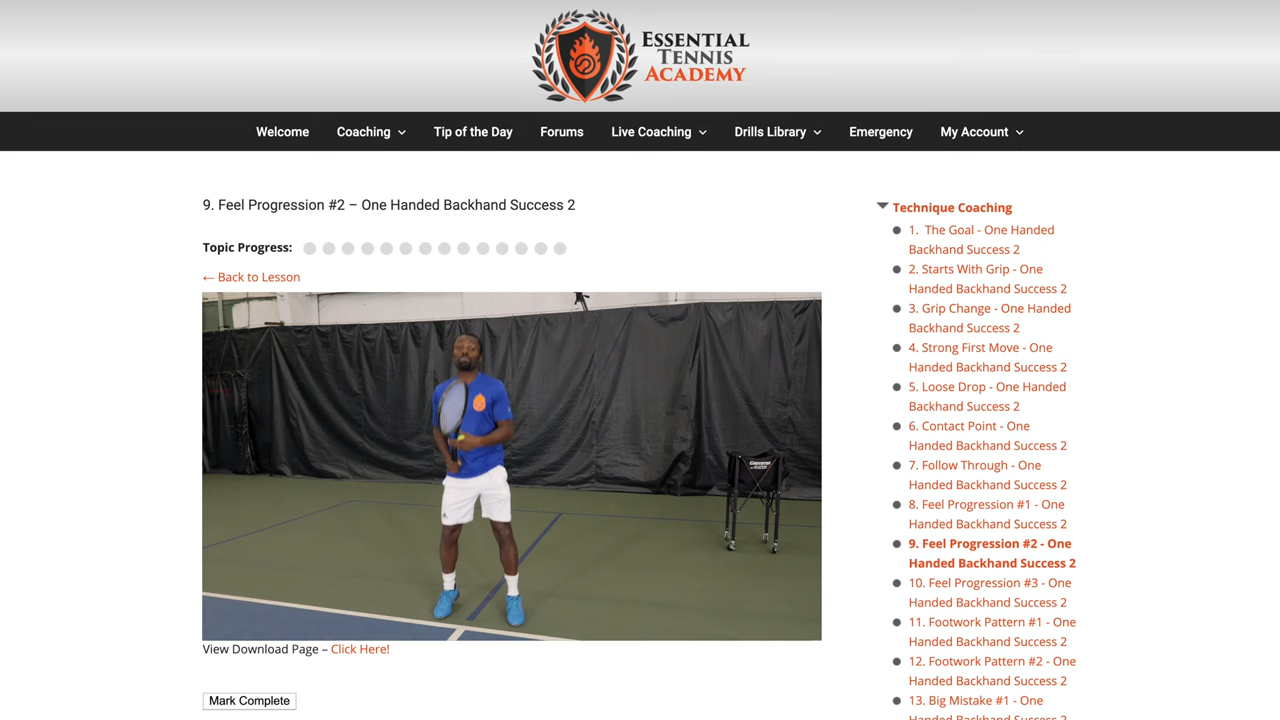 ESSENTIAL
TENNIS
ACADEMY
Welcome
Coaching
Tip of the Day
Forums
Live Coaching
Drills Library
Emergency
My Account
9. Feel Progression #2 – One Handed Backhand Success 2
Topic Progress:
← Back to Lesson
View Download Page – Click Here!
Mark Complete
Technique Coaching
1.  The Goal - One Handed
Backhand Success 2
2. Starts With Grip - One
Handed Backhand Success 2
3. Grip Change - One Handed
Backhand Success 2
4. Strong First Move - One
Handed Backhand Success 2
5. Loose Drop - One Handed
Backhand Success 2
6. Contact Point - One
Handed Backhand Success 2
7. Follow Through - One
Handed Backhand Success 2
8. Feel Progression #1 - One
Handed Backhand Success 2
9. Feel Progression #2 - One
Handed Backhand Success 2
10. Feel Progression #3 - One
Handed Backhand Success 2
11. Footwork Pattern #1 - One
Handed Backhand Success 2
12. Footwork Pattern #2 - One
Handed Backhand Success 2
13. Big Mistake #1 - One
Handed Backhand Success 2